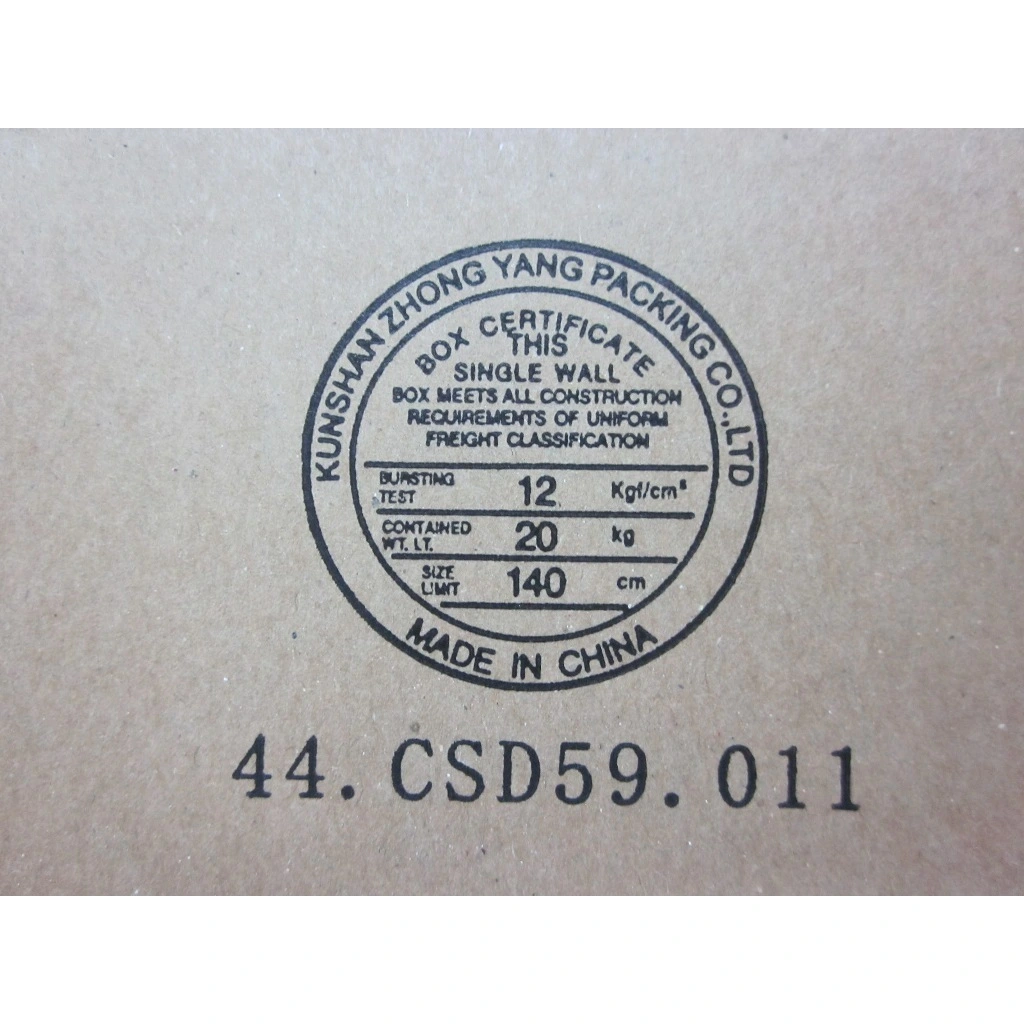 KUNSHAN ZHONG YANG PACKING CO.,LTD
BOX CERTIFICATE
THIS
SINGLE WALL
BOX MEETS ALL CONSTRUCTION
REQUIREMENTS OF UNIFORM
FREIGHT CLASSIFICATION
BURSTING TEST 12 Kgf/cm²
CONTAINED WT. LT. 20 kg
SIZE LIMIT 140 cm
MADE IN CHINA
44.CSD59.011